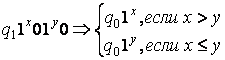 q₁1ˣ01ʸ0 ⇒ { q₀1ˣ, если x > y
q₀1ʸ, если x ≤ y